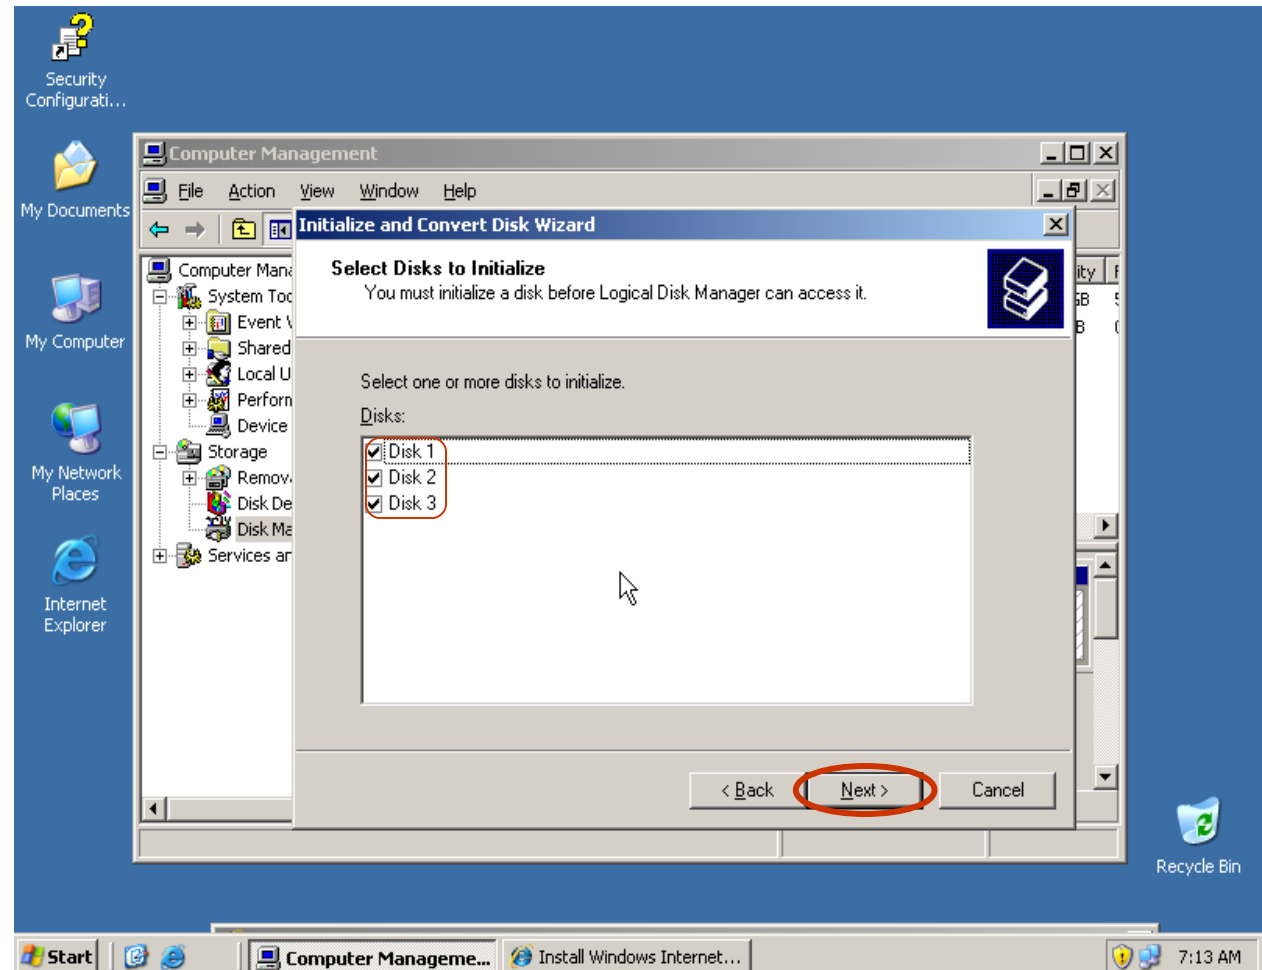 Security
Configurati...
My Documents
My Computer
My Network
Places
Internet
Explorer
Recycle Bin
Computer Management
File Action View Window Help
Computer Mana
System Too
Event
Shared
Local U
Perforn
Device
Storage
Remov
Disk De
Disk Ma
Services ar
ity
GB
B
Initialize and Convert Disk Wizard
Select Disks to Initialize
You must initialize a disk before Logical Disk Manager can access it.
Select one or more disks to initialize.
Disks:
Disk 1
Disk 2
Disk 3
< Back Next > Cancel
Start Computer Manageme... Install Windows Internet... 7:13 AM